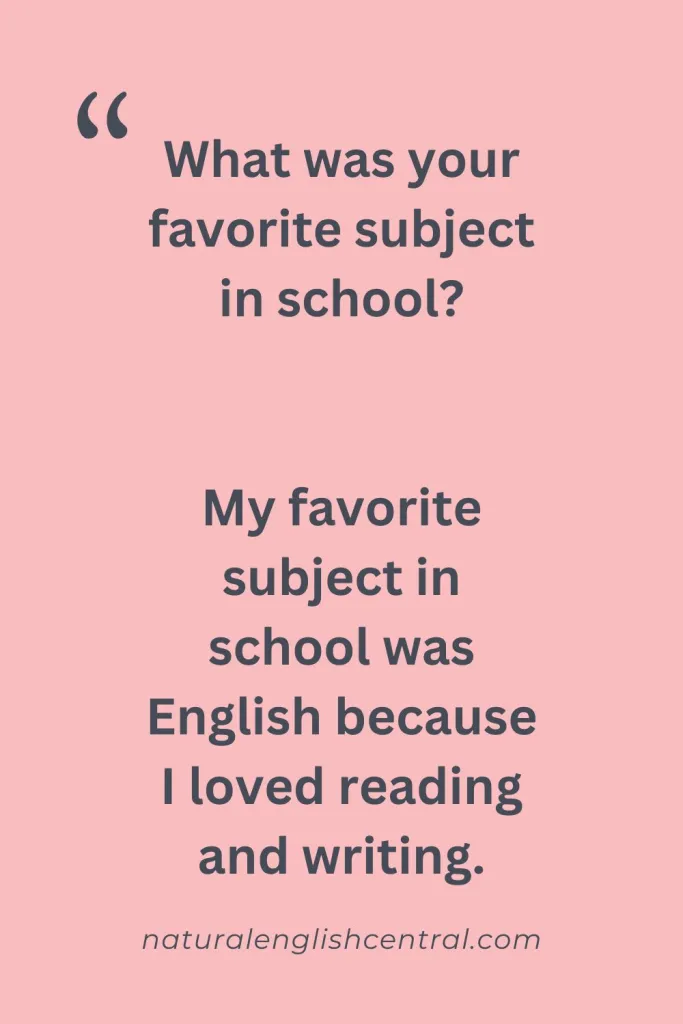 “
What was your
favorite subject
in school?
My favorite
subject in
school was
English because
I loved reading
and writing.
naturalenglishcentral.com